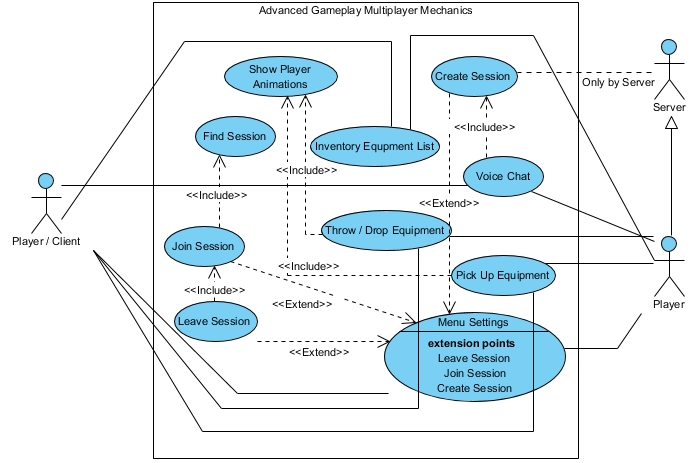 Advanced Gameplay Multiplayer Mechanics
Show Player
Animations
Create Session
Only by Server
Server
Find Session
<<Include>>
Inventory Equpment List
<<Include>>
Voice Chat
Player / Client
<<Include>>
<<Extend>>
Throw / Drop Equipment
Join Session
<<Include>>
Pick Up Equipment
Player
<<Include>>
<<Extend>>
Leave Session
Menu Settings
extension points
Leave Session
Join Session
Create Session
<<Extend>>